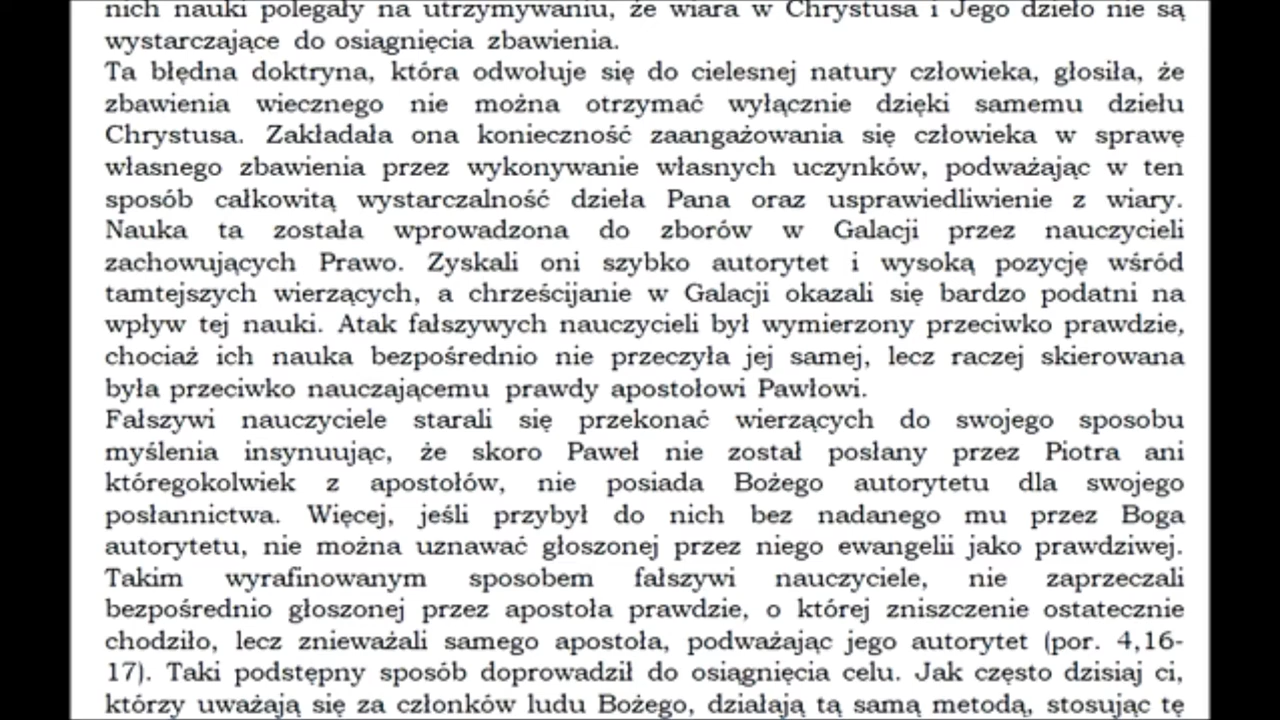 nich nauki polegały na utrzymywaniu, że wiara w Chrystusa i Jego dzieło nie są
wystarczające do osiągnięcia zbawienia.
Ta błędna doktryna, która odwołuje się do cielesnej natury człowieka, głosiła, że
zbawienia wiecznego nie można otrzymać wyłącznie dzięki samemu dziełu
Chrystusa. Zakładała ona konieczność zaangażowania się człowieka w sprawę
własnego zbawienia przez wykonywanie własnych uczynków, podważając w ten
sposób całkowitą wystarczalność dzieła Pana oraz usprawiedliwienie z wiary.
Nauka ta została wprowadzona do zborów w Galacji przez nauczycieli
zachowujących Prawo. Zyskali oni szybko autorytet i wysoką pozycję wśród
tamtejszych wierzących, a chrześcijanie w Galacji okazali się bardzo podatni na
wpływ tej nauki. Atak fałszywych nauczycieli był wymierzony przeciwko prawdzie,
chociaż ich nauka bezpośrednio nie przeczyła jej samej, lecz raczej skierowana
była przeciwko nauczającemu prawdy apostołowi Pawłowi.
Fałszywi nauczyciele starali się przekonać wierzących do swojego sposobu
myślenia insynuując, że skoro Paweł nie został posłany przez Piotra ani
któregokolwiek z apostołów, nie posiada Bożego autorytetu dla swojego
posłannictwa. Więcej, jeśli przybył do nich bez nadanego mu przez Boga
autorytetu, nie można uznawać głoszonej przez niego ewangelii jako prawdziwej.
Takim wyrafinowanym sposobem fałszywi nauczyciele, nie zaprzeczali
bezpośrednio głoszonej przez apostoła prawdzie, o której zniszczenie ostatecznie
chodziło, lecz znieważali samego apostoła, podważając jego autorytet (por. 4,16-
17). Taki podstępny sposób doprowadził do osiągnięcia celu. Jak często dzisiaj ci,
którzy uważają się za członków ludu Bożego, działają tą samą metodą, stosując tę